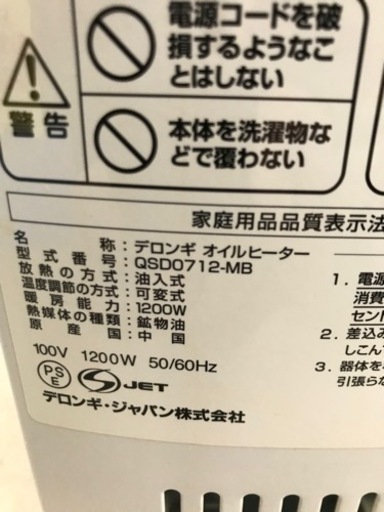 電源コードを破
損するようなこ
とはしない
警告
本体を洗濯物な
どで覆わない
家庭用品品質表示法
名称：デロンギ オイルヒーター
型式番号：QSD0712-MB
放熱の方式：油入式
温度調節の方式：可変式
暖房能力：1200W
熱媒体の種類：鉱物油
原産国：中国
100V 1200W 50/60Hz
PS
E
S JET
デロンギ・ジャパン株式会社
1. 電源
消費
セント
2. 差込み
しこん
3. 器体を
引張らな